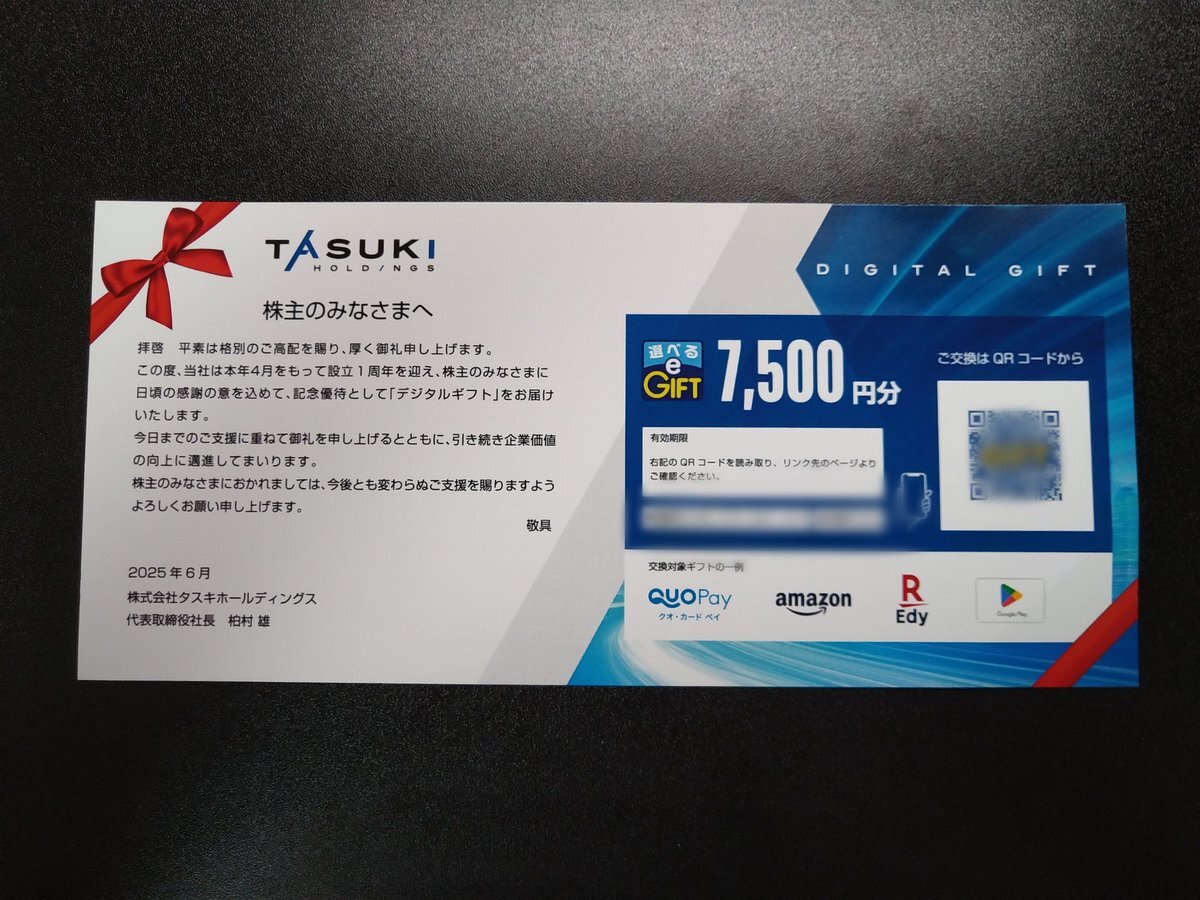 TASUKI
HOLDINGS
株主のみなさまへ
拝啓　平素は格別のご高配を賜り、厚く御礼申し上げます。
この度、当社は本年4月をもって設立1周年を迎え、株主のみなさまに
日頃の感謝の意を込めて、記念優待として「デジタルギフト」をお届け
いたします。
今日までのご支援に重ねて御礼を申し上げるとともに、引き続き企業価値
の向上に邁進してまいります。
株主のみなさまにおかれましては、今後とも変わらぬご支援を賜りますよう
よろしくお願い申し上げます。
敬具
2025年6月
株式会社タスキホールディングス
代表取締役社長　柏村 雄
DIGITAL GIFT
選べる
e
GIFT
7,500円分
ご交換はQRコードから
有効期限
右記のQRコードを読み取り、リンク先のページより
ご確認ください。
交換対象ギフトの一例
QUO Pay
クオ・カード ペイ
amazon
R
Edy
Google Play